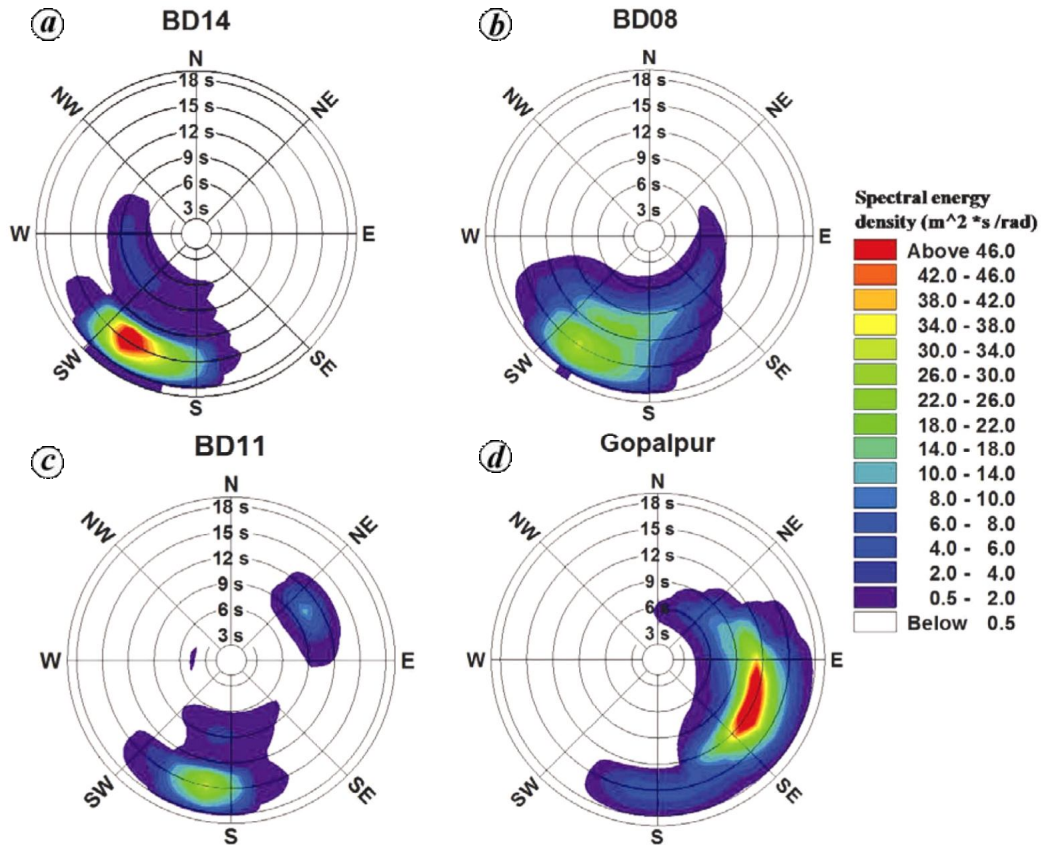 a
BD14
N
NE
E
SE
S
SW
W
NW
18 s
15 s
12 s
9 s
6 s
3 s
b
BD08
N
NE
E
SE
S
SW
W
NW
18 s
15 s
12 s
9 s
6 s
3 s
c
BD11
N
NE
E
SE
S
SW
W
NW
18 s
15 s
12 s
9 s
6 s
3 s
d
Gopalpur
N
NE
E
SE
S
SW
W
NW
18 s
15 s
12 s
9 s
6 s
3 s
Spectral energy
density (m^2 *s /rad)
Above 46.0
42.0 - 46.0
38.0 - 42.0
34.0 - 38.0
30.0 - 34.0
26.0 - 30.0
22.0 - 26.0
18.0 - 22.0
14.0 - 18.0
10.0 - 14.0
8.0 - 10.0
6.0 - 8.0
4.0 - 6.0
2.0 - 4.0
0.5 - 2.0
Below 0.5